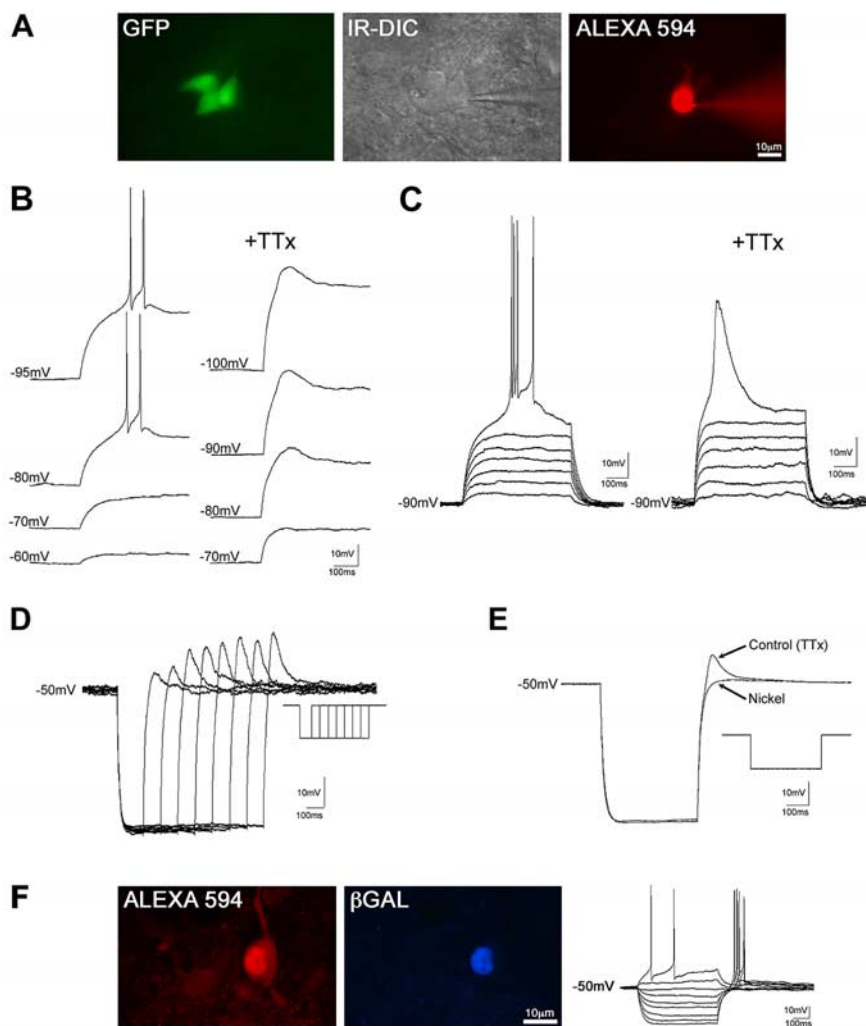 A
GFP
IR-DIC
ALEXA 594
10μm
B
+TTx
-95mV
-80mV
-70mV
-60mV
-100mV
-90mV
-80mV
-70mV
10mV
100ms
C
+TTx
-90mV
10mV
100ms
-90mV
10mV
100ms
D
-50mV
10mV
100ms
E
-50mV
Control (TTx)
Nickel
10mV
100ms
F
ALEXA 594
βGAL
10μm
-50mV
10mV
100ms